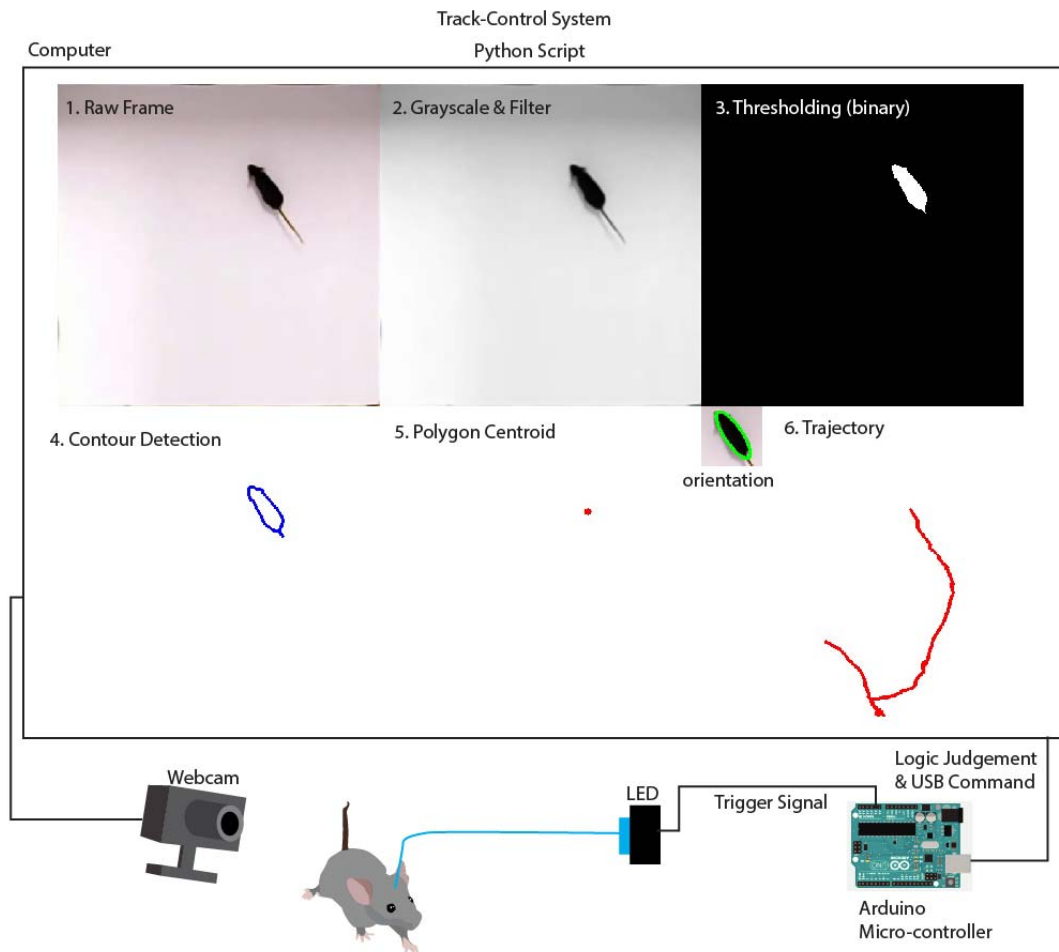 Track-Control System
Computer
Python Script
1. Raw Frame
2. Grayscale & Filter
3. Thresholding (binary)
4. Contour Detection
5. Polygon Centroid
6. Trajectory
orientation
Webcam
LED
Trigger Signal
Logic Judgement
& USB Command
Arduino
Micro-controller